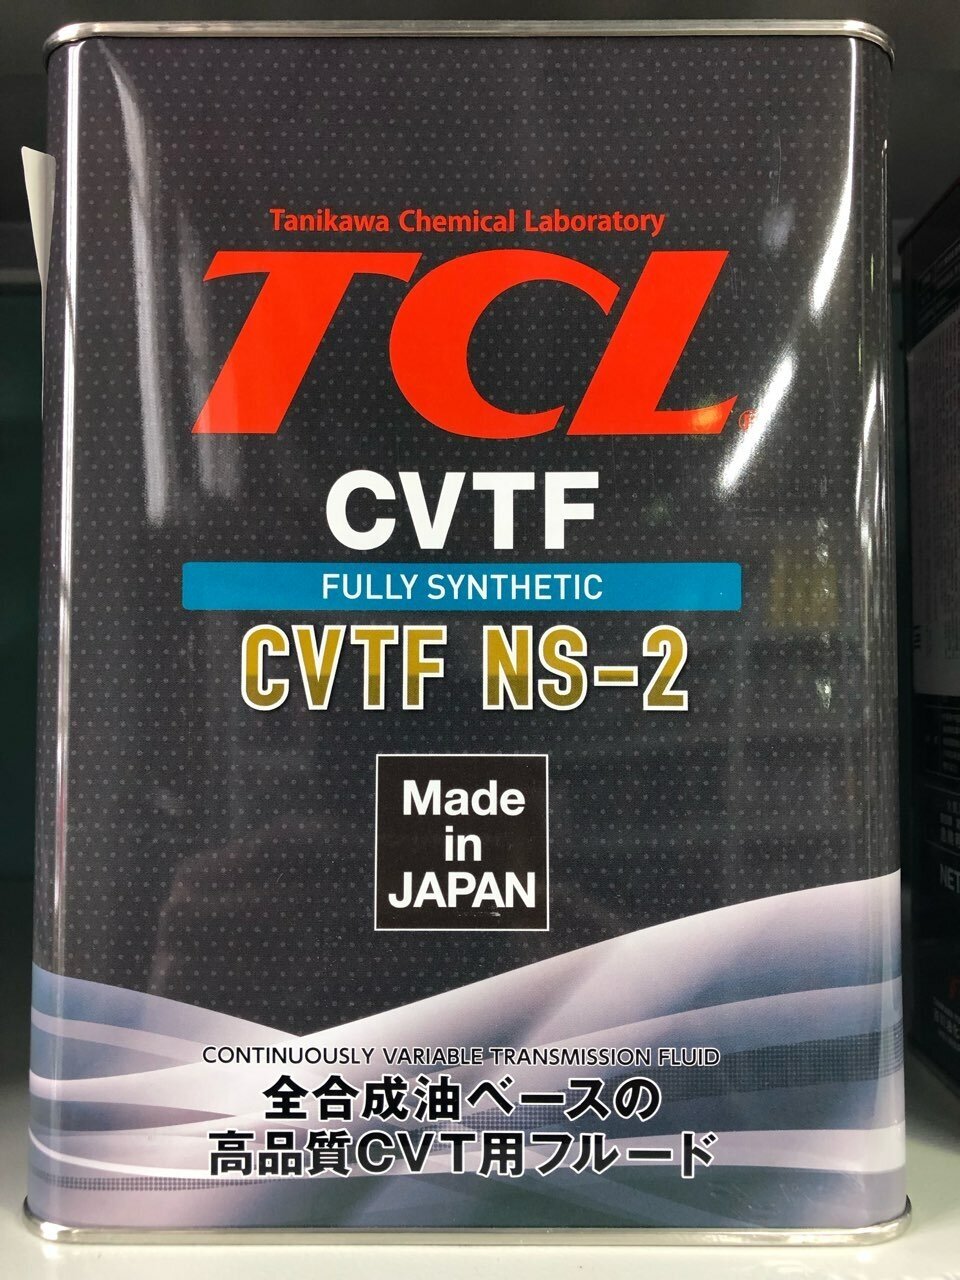 Tanikawa Chemical Laboratory
TCL®
CVTF
FULLY SYNTHETIC
CVTF NS-2
Made
in
JAPAN
CONTINUOUSLY VARIABLE TRANSMISSION FLUID
全合成油ベースの
高品質CVT用フルード
NET